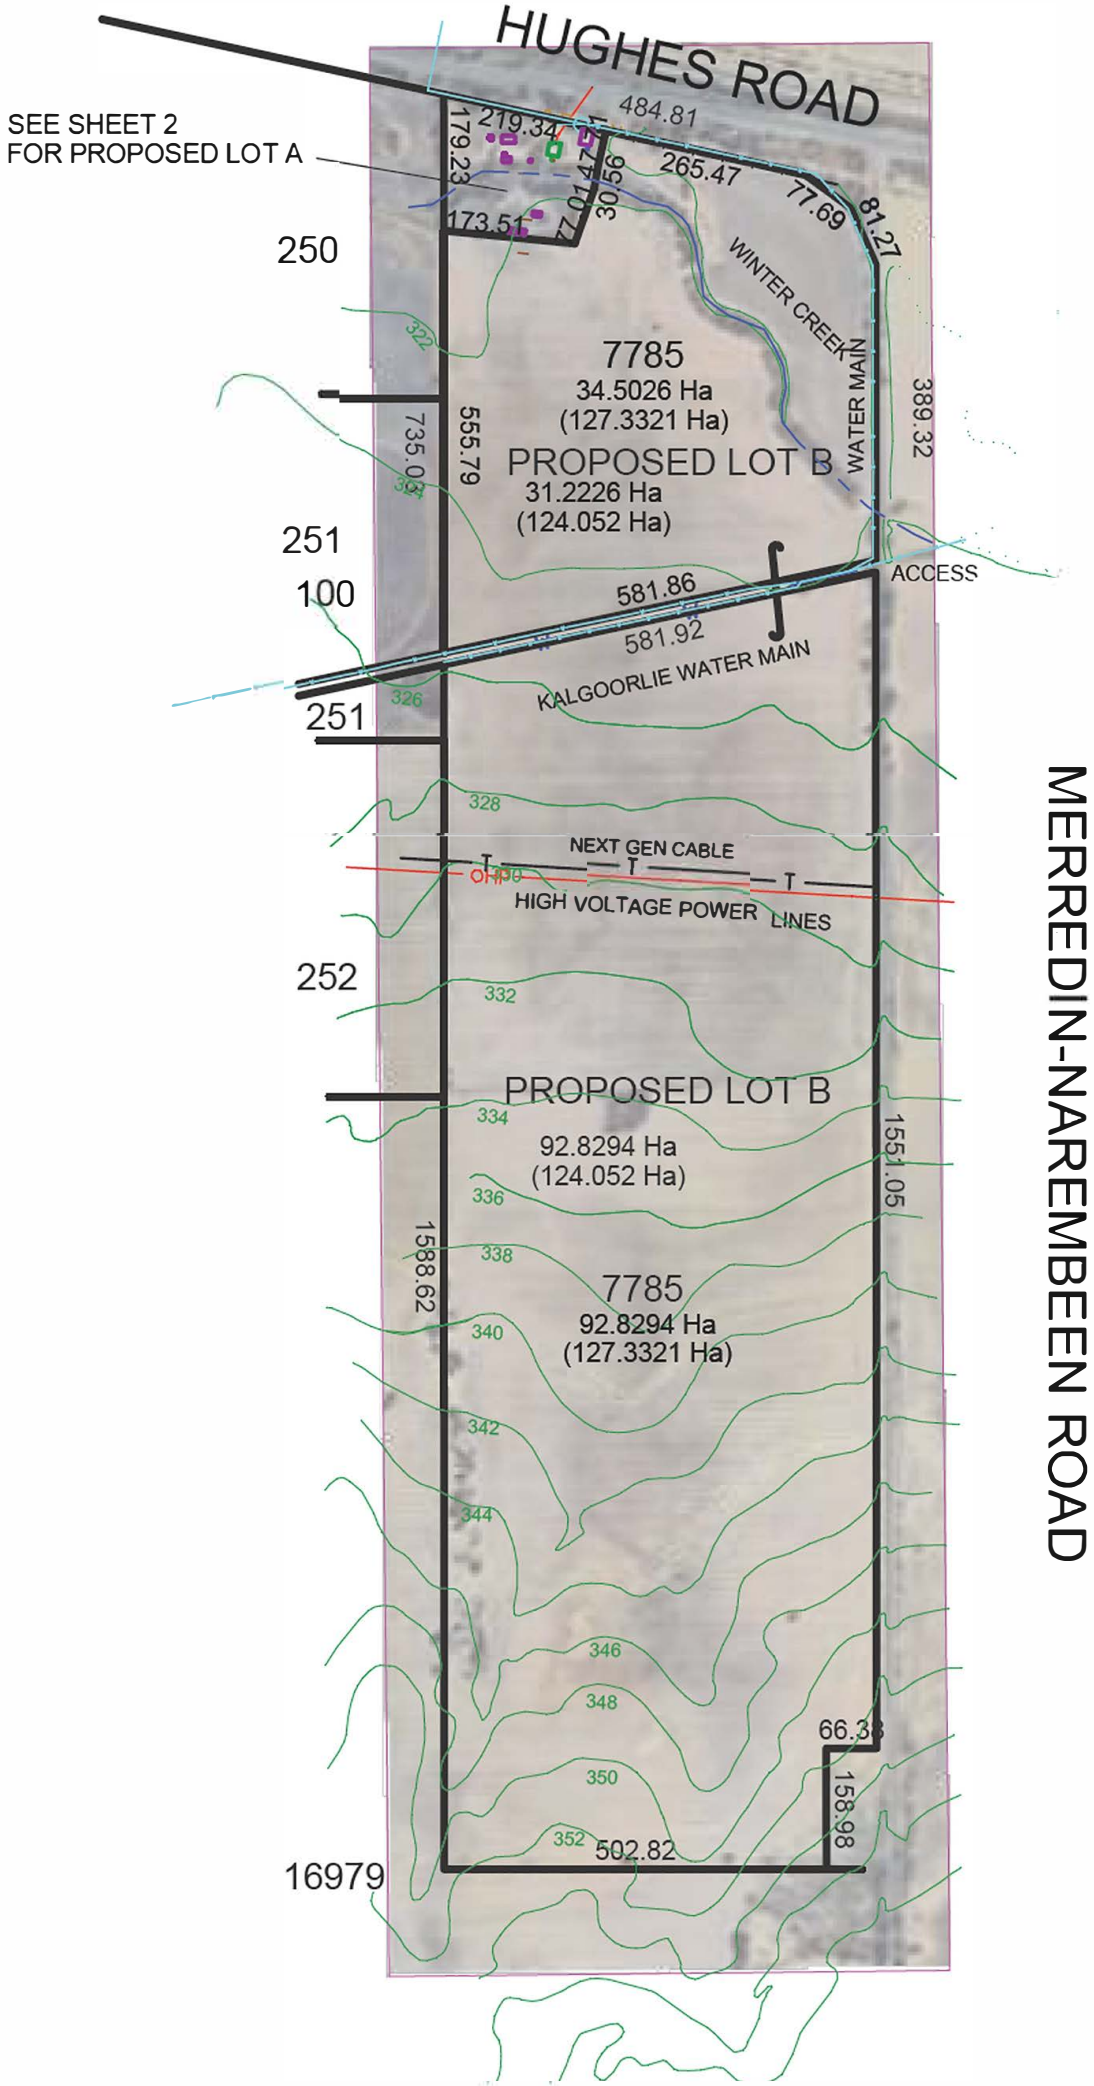 HUGHES ROAD
SEE SHEET 2
FOR PROPOSED LOT A
484.81
219.34
179.23
265.47
77.69
81.27
30.56
77.01
173.51
250
WINTER CREEK
WATER MAIN
322
7785
34.5026 Ha
(127.3321 Ha)
389.32
555.79
PROPOSED LOT B
31.2226 Ha
(124.052 Ha)
324
251
100
ACCESS
581.86
581.92
KALGOORLIE WATER MAIN
326
251
328
NEXT GEN CABLE
T
T
T
OHP
330
HIGH VOLTAGE POWER LINES
252
332
PROPOSED LOT B
334
92.8294 Ha
(124.052 Ha)
1551.05
336
338
1588.62
7785
92.8294 Ha
(127.3321 Ha)
340
342
344
346
348
66.38
350
158.98
352
502.82
16979
MERREDIN-NAREMBEEN ROAD